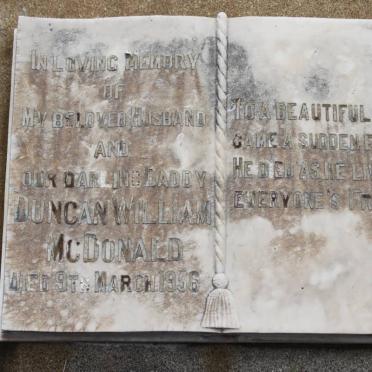 In loving memory
of
My beloved husband
and
our darling daddy
Duncan William
McDonald
Died 9th March 1956
To a beautiful
came a sudden
He died as he
everyone's